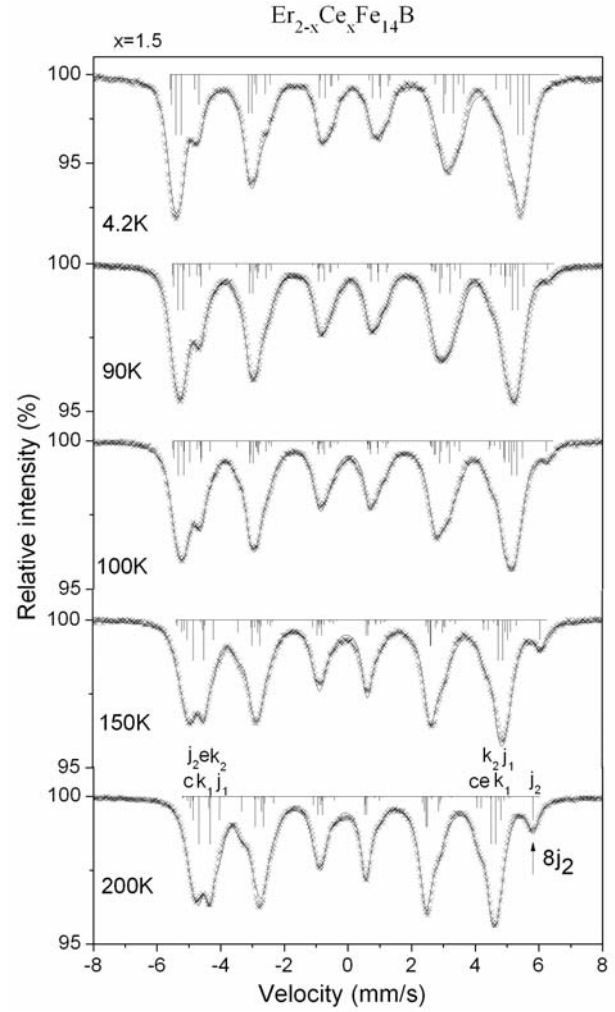 Er₂₋ₓCeₓFe₁₄B
x=1.5
100
95
4.2K
100
90K
95
100
100K
95
100
150K
95
j₂ek₂ k₂j₁
ck₁j₁ ce k₁ j₂
100
8j₂
200K
95
-8 -6 -4 -2 0 2 4 6 8
Velocity (mm/s)
Relative intensity (%)